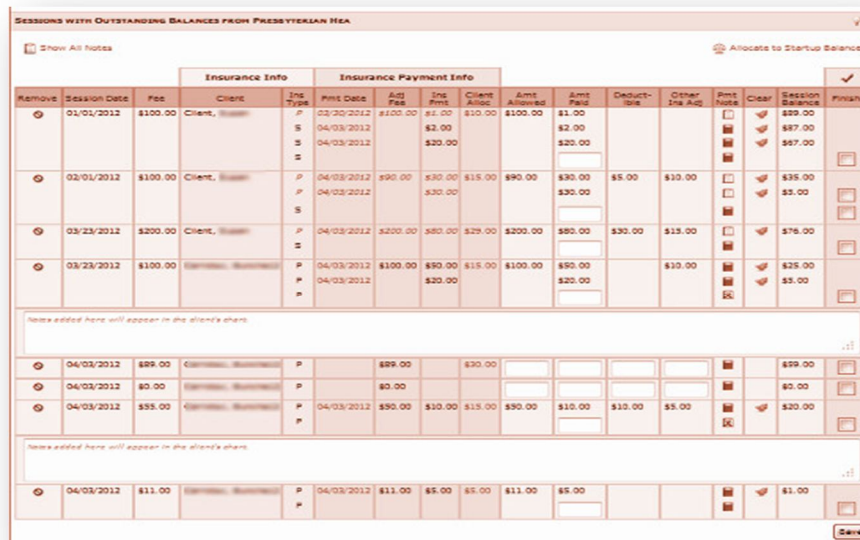 SESSIONS WITH OUTSTANDING BALANCES FROM PRESBYTERIAN HEA
Show All Notes Allocate to Startup Balance
Insurance Info Insurance Payment Info
Remove Session Date Fee Client Ins Type Pmt Date Adj Fee Ins Pmt Client Alloc Amt Allowed Amt Paid Deduct-ible Other Ins Adj Pmt Note Clear Session Balance Finish
01/01/2012 $100.00 Client, P $100.00 $1.00 $10.00 $100.00 $1.00 $89.00
S 04/03/2012 $2.00 $2.00 $87.00
S 04/03/2012 $20.00 $20.00 $67.00
S
02/01/2012 $100.00 Client, P 04/03/2012 $90.00 $30.00 $15.00 $90.00 $30.00 $5.00 $10.00 $35.00
P 04/03/2012 $30.00 $30.00 $5.00
S
03/23/2012 $200.00 Client, P 04/03/2012 $200.00 $80.00 $29.00 $200.00 $80.00 $30.00 $15.00 $76.00
S
03/23/2012 $100.00 P 04/03/2012 $100.00 $50.00 $15.00 $100.00 $50.00 $10.00 $25.00
P 04/03/2012 $20.00 $20.00 $5.00
P
Notes added here will appear in the client's chart.
04/03/2012 $89.00 P $89.00 $30.00 $59.00
04/03/2012 $0.00 P $0.00 $0.00
04/03/2012 $55.00 P 04/03/2012 $50.00 $10.00 $15.00 $50.00 $10.00 $10.00 $5.00 $20.00
P
Notes added here will appear in the client's chart.
04/03/2012 $11.00 P 04/03/2012 $11.00 $5.00 $5.00 $11.00 $5.00 $1.00
P
Save